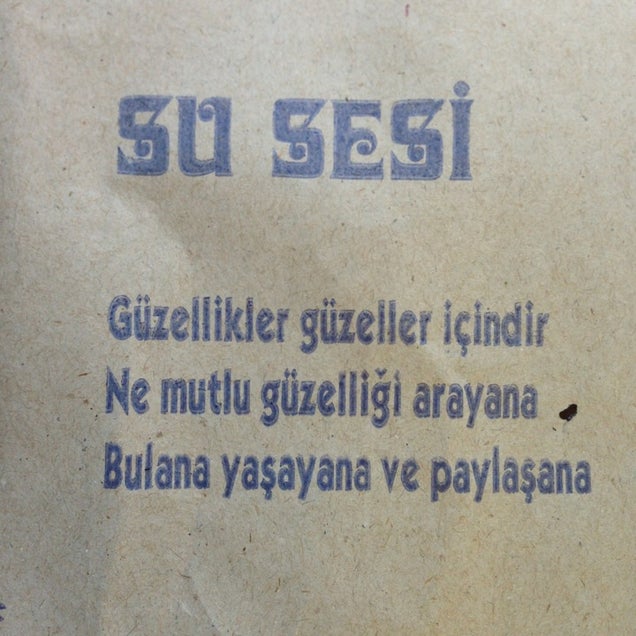 SU SESİ
Güzellikler güzeller içindir
Ne mutlu güzelliği arayana
Bulana yaşayana ve paylaşana